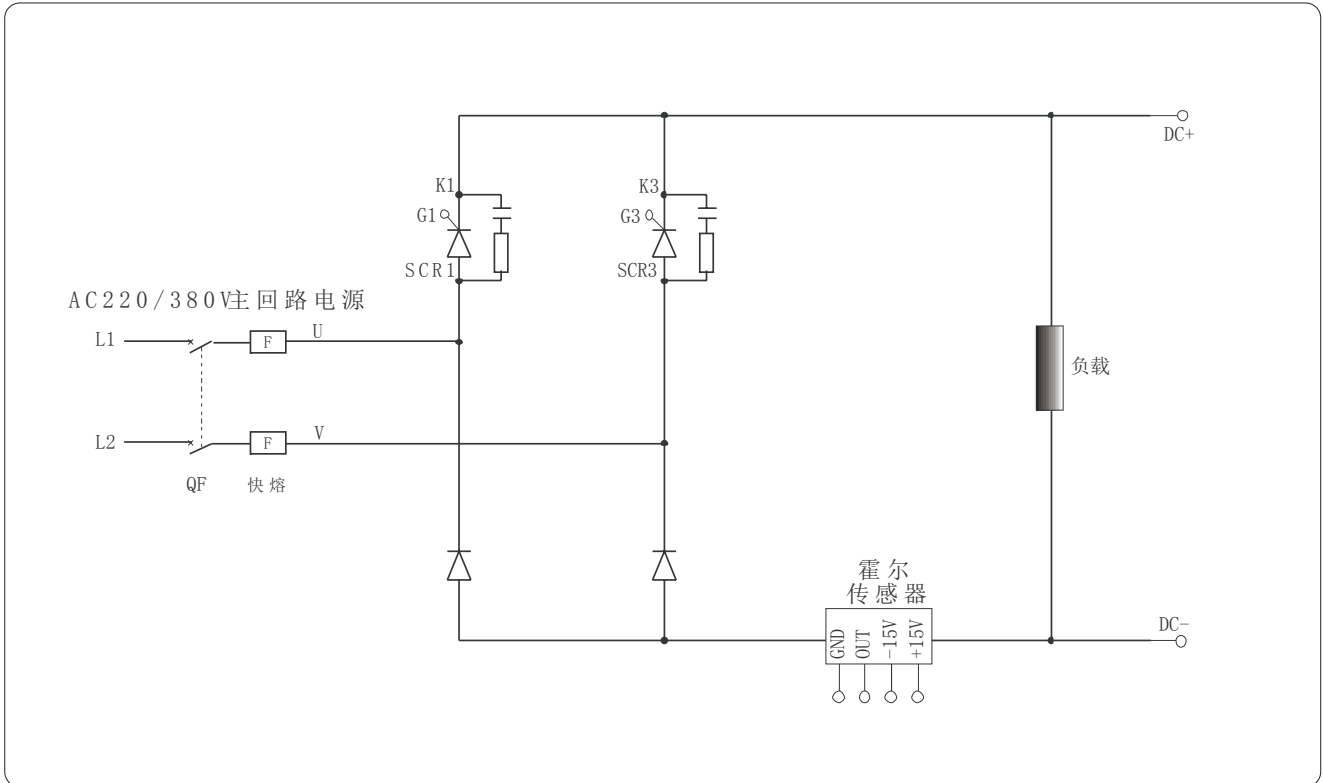 DC+
K1
K3
G1
G3
SCR1
SCR3
AC220/380V主回路电源
L1
F
U
负载
L2
F
V
QF
快熔
霍尔
传感器
DC-
GND
OUT
-15V
+15V